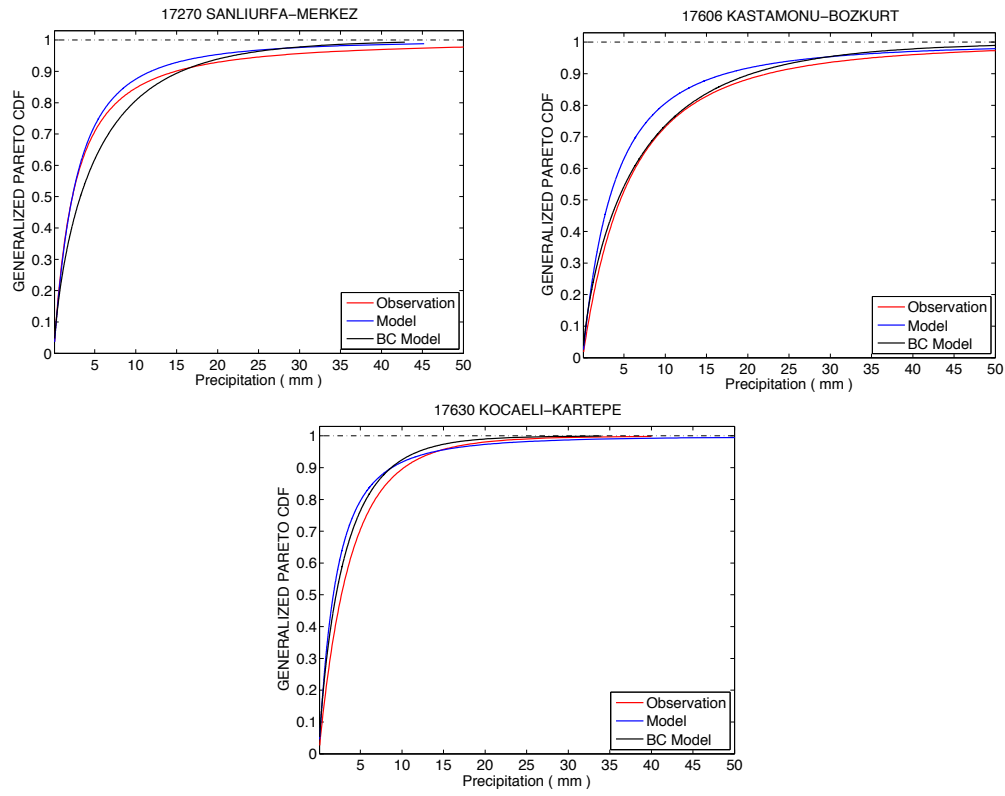 17270 SANLIURFA−MERKEZ
GENERALIZED PARETO CDF
1
0.9
0.8
0.7
0.6
0.5
0.4
0.3
0.2
0.1
0
5 10 15 20 25 30 35 40 45 50
Precipitation ( mm )
Observation
Model
BC Model
17606 KASTAMONU−BOZKURT
GENERALIZED PARETO CDF
1
0.9
0.8
0.7
0.6
0.5
0.4
0.3
0.2
0.1
0
5 10 15 20 25 30 35 40 45 50
Precipitation ( mm )
Observation
Model
BC Model
17630 KOCAELI−KARTEPE
GENERALIZED PARETO CDF
1
0.9
0.8
0.7
0.6
0.5
0.4
0.3
0.2
0.1
0
5 10 15 20 25 30 35 40 45 50
Precipitation ( mm )
Observation
Model
BC Model